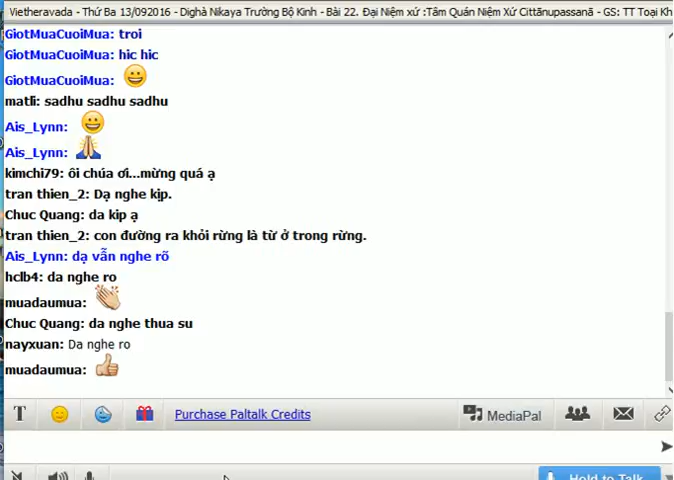 Vietheravada - Thứ Ba 13/092016 - Dighà Nikaya Trường Bộ Kinh - Bài 22. Đại Niệm xứ :Tâm Quán Niệm Xứ Cittānupassanā - GS: TT Toại Kh
GiotMuaCuoiMua: troi
GiotMuaCuoiMua: hic hic
GiotMuaCuoiMua:
matli: sadhu sadhu sadhu
Ais_Lynn:
Ais_Lynn:
kimchi79: ôi chúa ơi...mừng quá ạ
tran thien_2: Dạ nghe kịp.
Chuc Quang: da kip ạ
tran thien_2: con đường ra khỏi rừng là từ ở trong rừng.
Ais_Lynn: dạ vẫn nghe rõ
hclb4: da nghe ro
muadaumua:
Chuc Quang: da nghe thua su
nayxuan: Da nghe ro
muadaumua:
T Purchase Paltalk Credits MediaPal
Hold to Talk